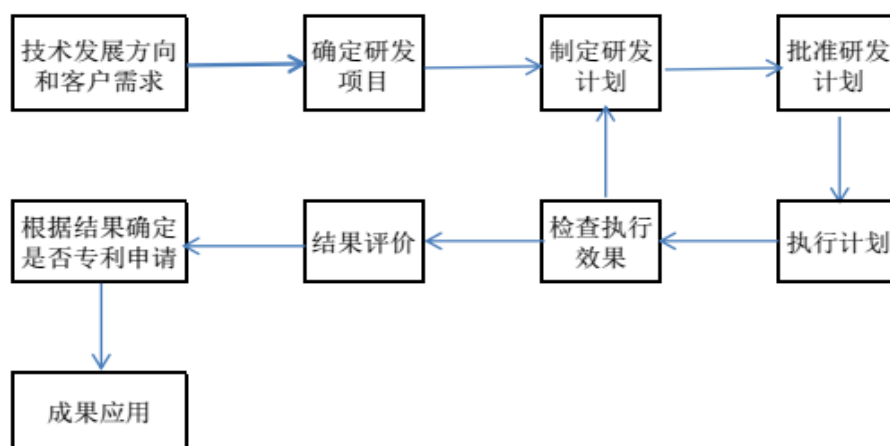 技术发展方向
和客户需求
确定研发
项目
制定研发
计划
批准研发
计划
根据结果确定
是否专利申请
结果评价
检查执行
效果
执行计划
成果应用